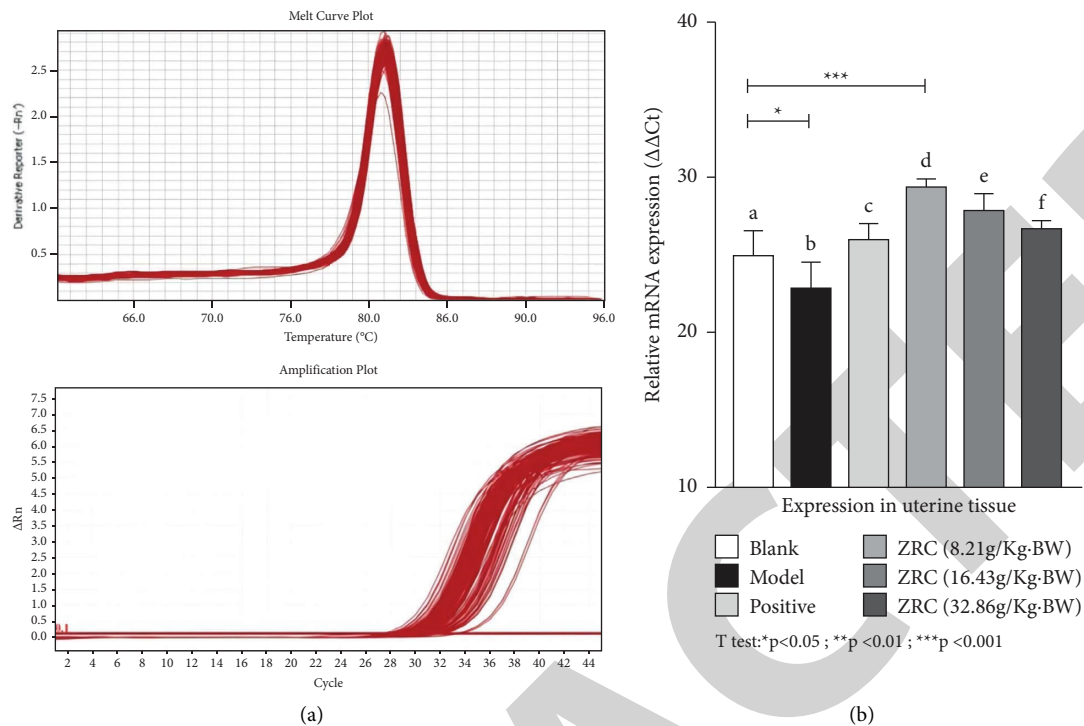 Melt Curve Plot
Derivative Reporter (-Rn')
2.5
2.0
1.5
1.0
0.5
66.0 70.0 76.0 80.0 86.0 90.0 96.0
Temperature (°C)
Amplification Plot
ΔRn
7.5
7.0
6.5
6.0
5.5
5.0
4.5
4.0
3.5
3.0
2.5
2.0
1.5
1.0
0.5
0.0
2 4 6 8 10 12 14 16 18 20 22 24 26 28 30 32 34 36 38 40 42 44
Cycle
(a)
Relative mRNA expression (ΔΔCt)
40
30
20
10
***
*
a
b
c
d
e
f
Expression in uterine tissue
Blank
Model
Positive
ZRC (8.21g/Kg·BW)
ZRC (16.43g/Kg·BW)
ZRC (32.86g/Kg·BW)
T test:*p<0.05 ; **p <0.01 ; ***p <0.001
(b)